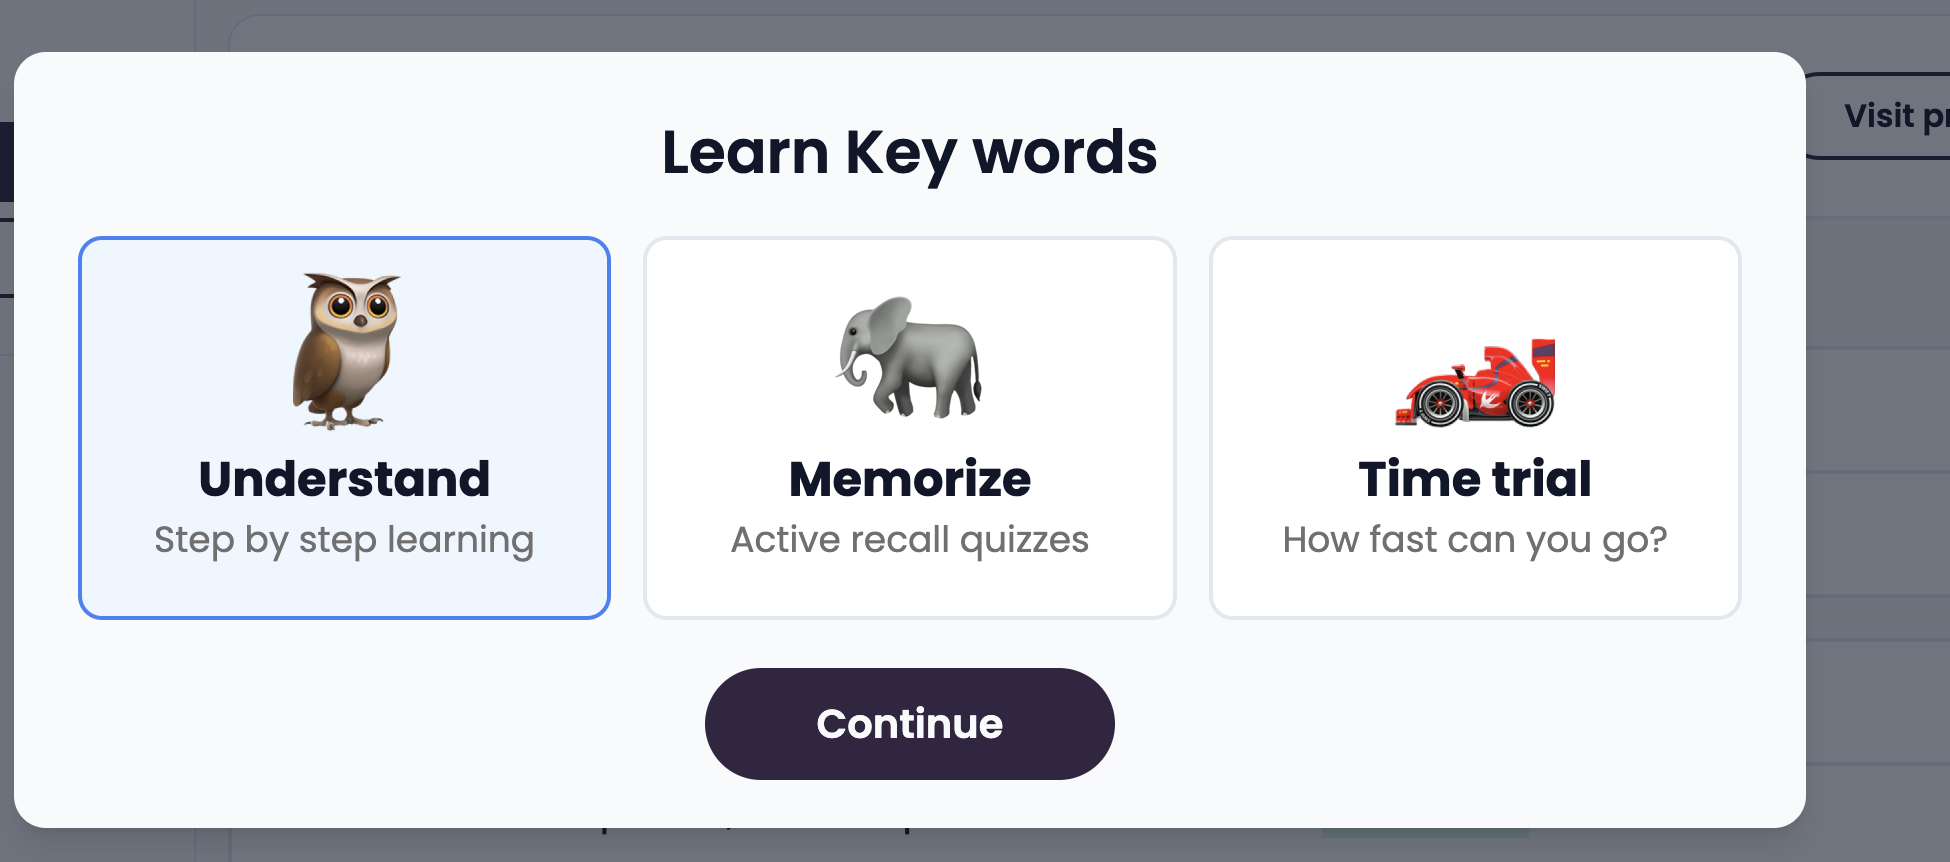 Learn Key words
Understand
Step by step learning
Memorize
Active recall quizzes
Time trial
How fast can you go?
Continue
Visit